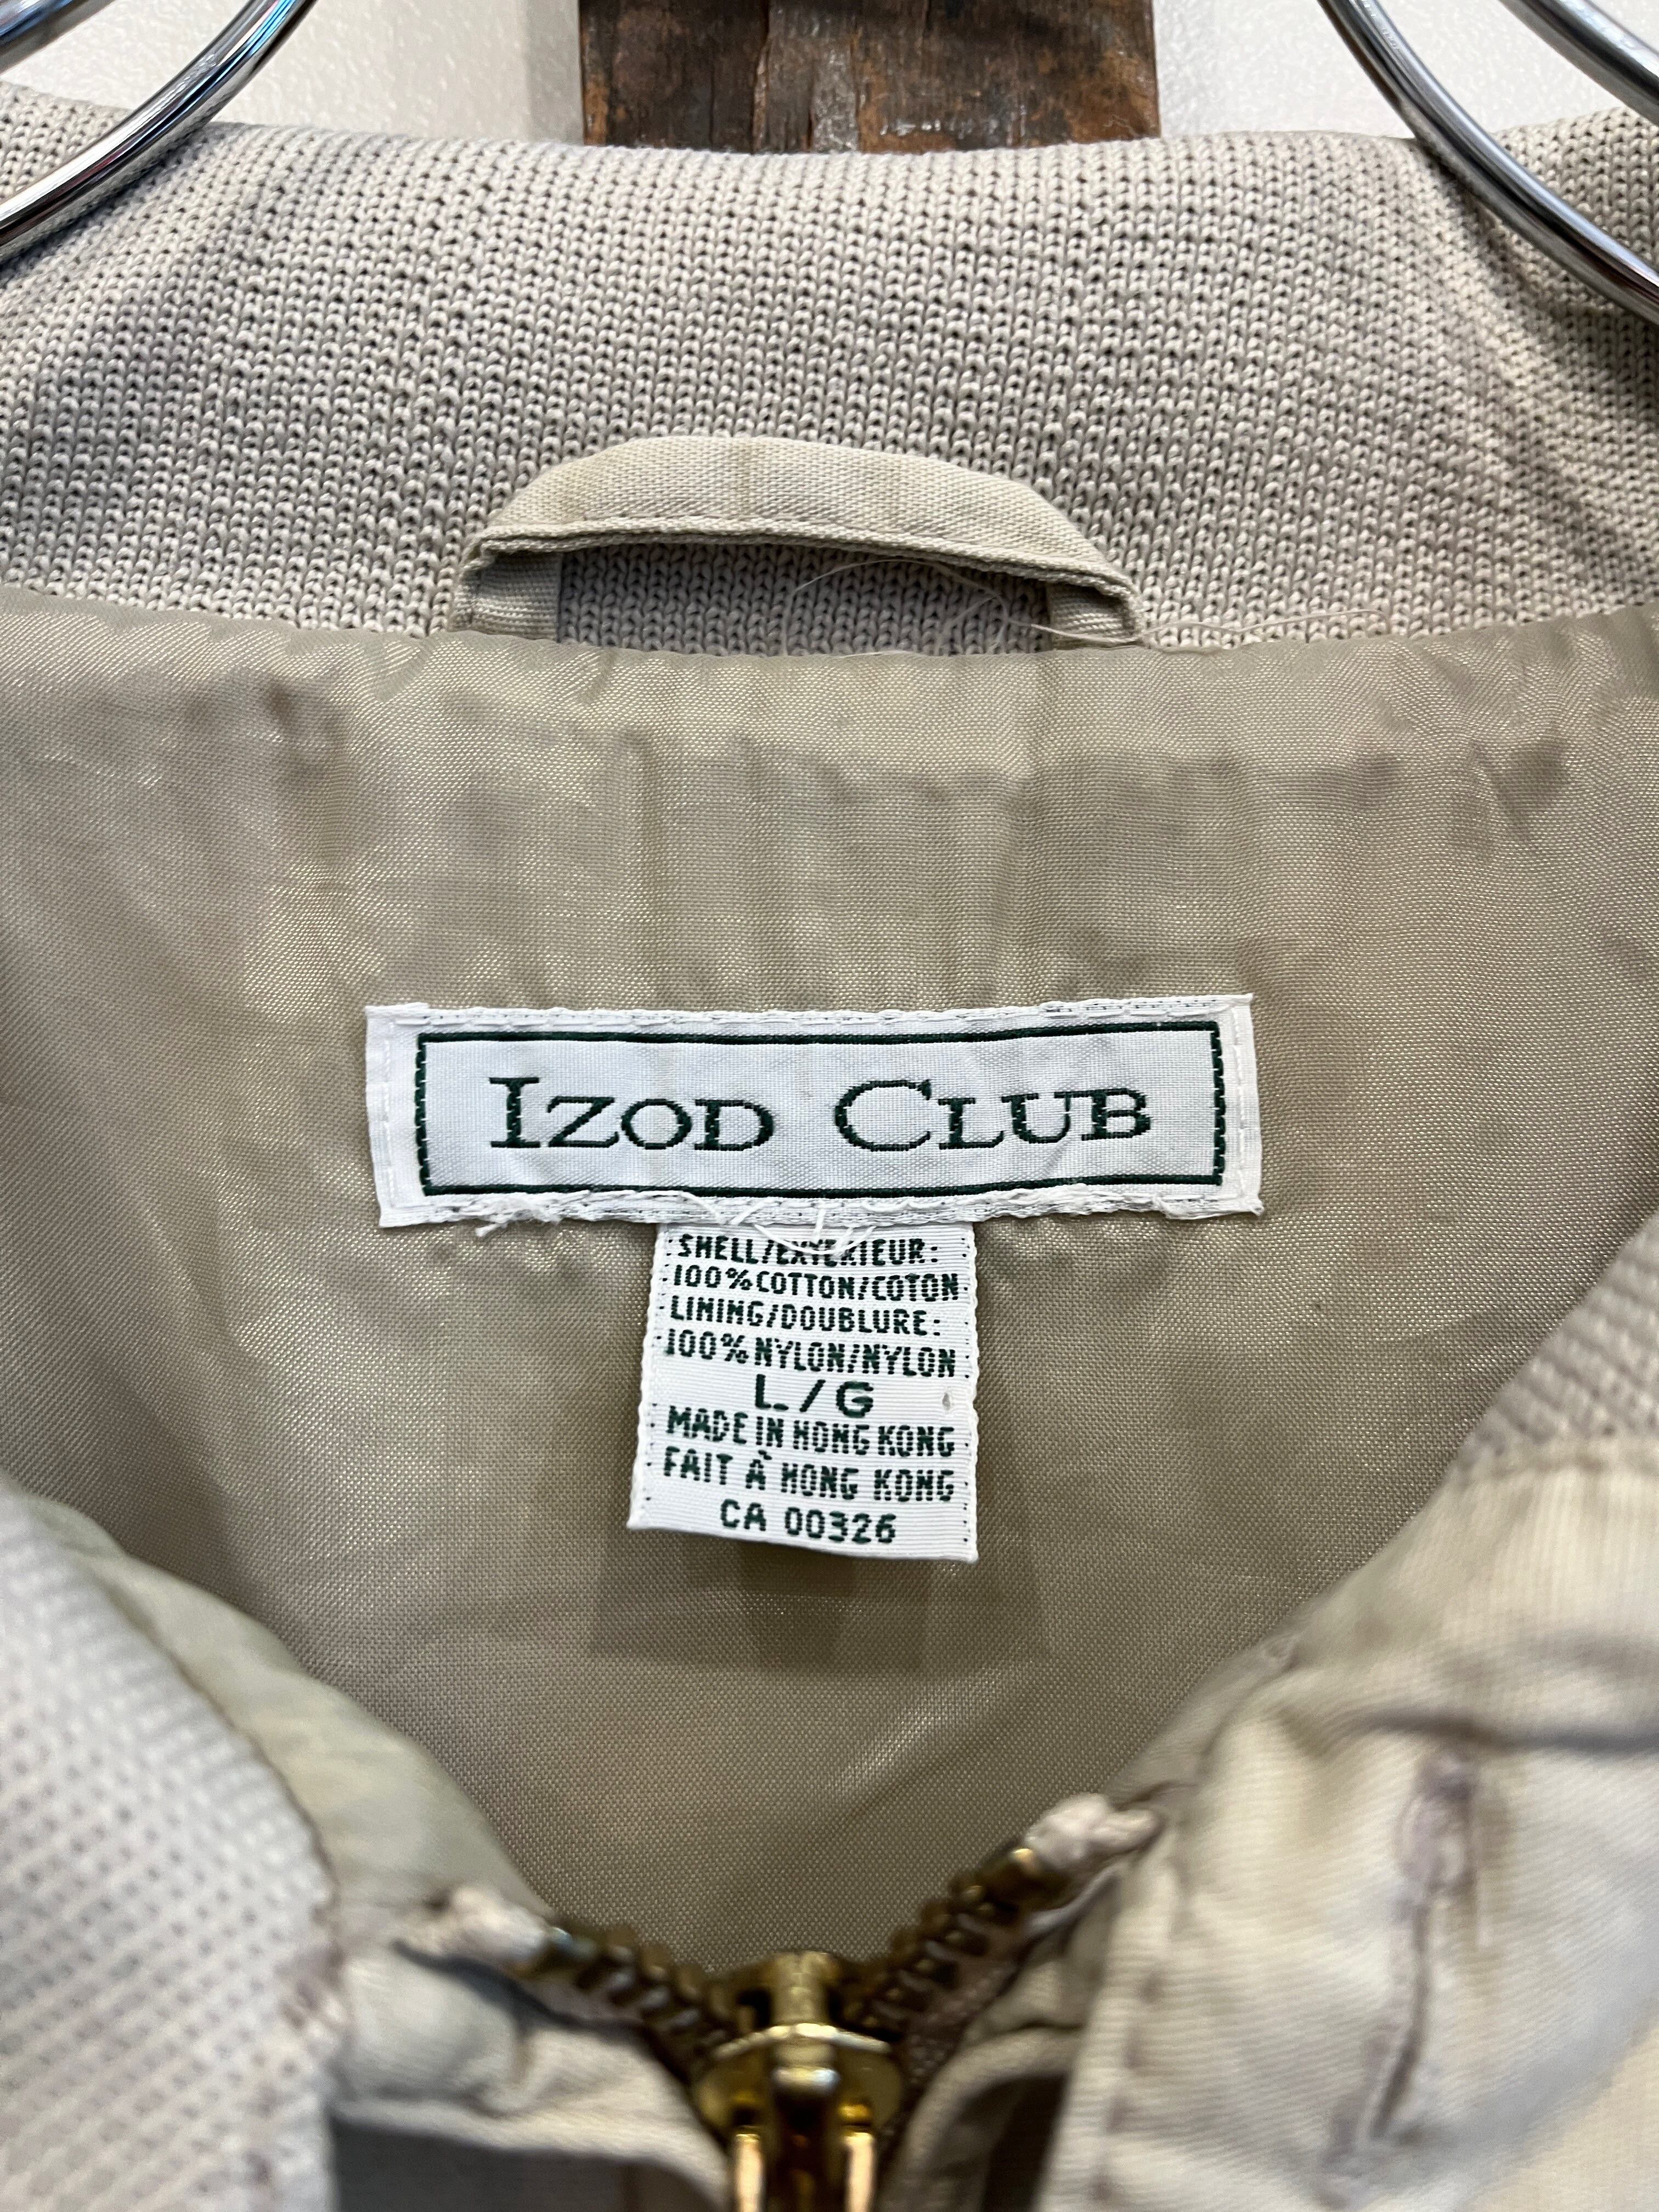 IZOD CLUB
SHELL/EXTERIEUR:
100% COTTON/COTON
LINING/DOUBLURE:
100% NYLON/NYLON
L/G
MADE IN HONG KONG
FAIT À HONG KONG
CA 00326